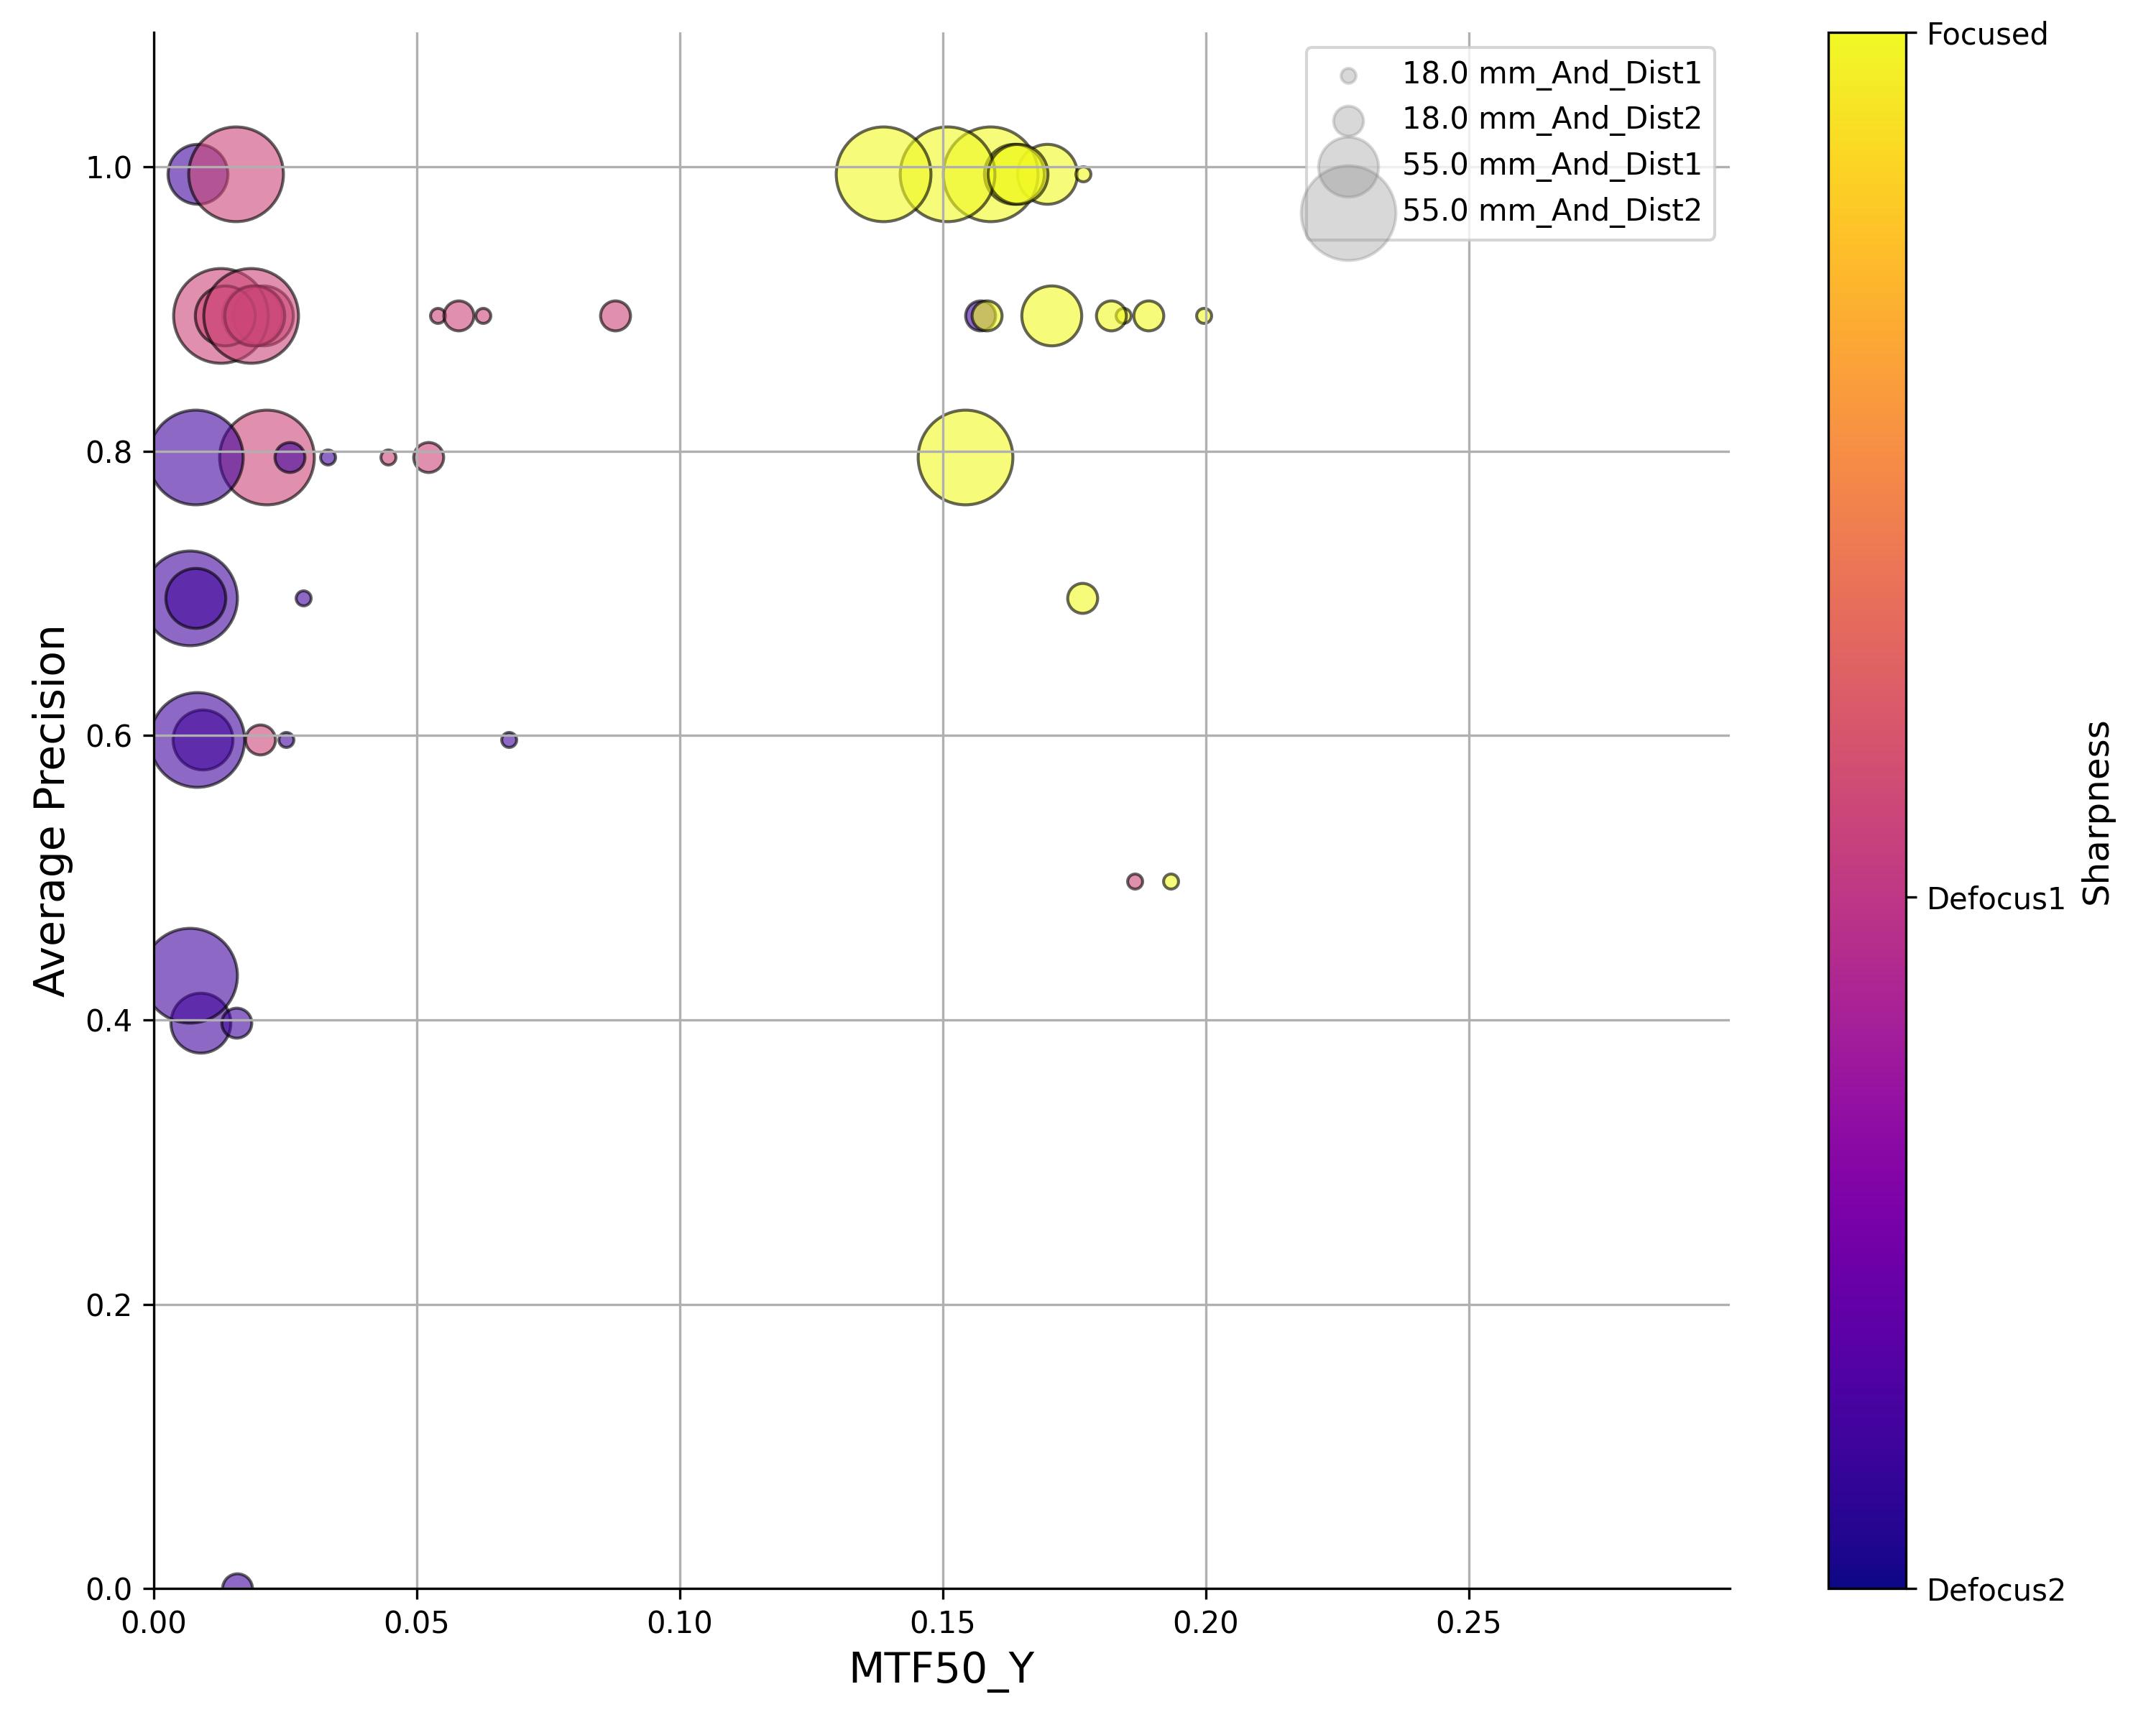 18.0 mm_And_Dist1
18.0 mm_And_Dist2
55.0 mm_And_Dist1
55.0 mm_And_Dist2
Average Precision
1.0
0.8
0.6
0.4
0.2
0.0
0.00 0.05 0.10 0.15 0.20 0.25
MTF50_Y
Focused
Defocus1
Defocus2
Sharpness